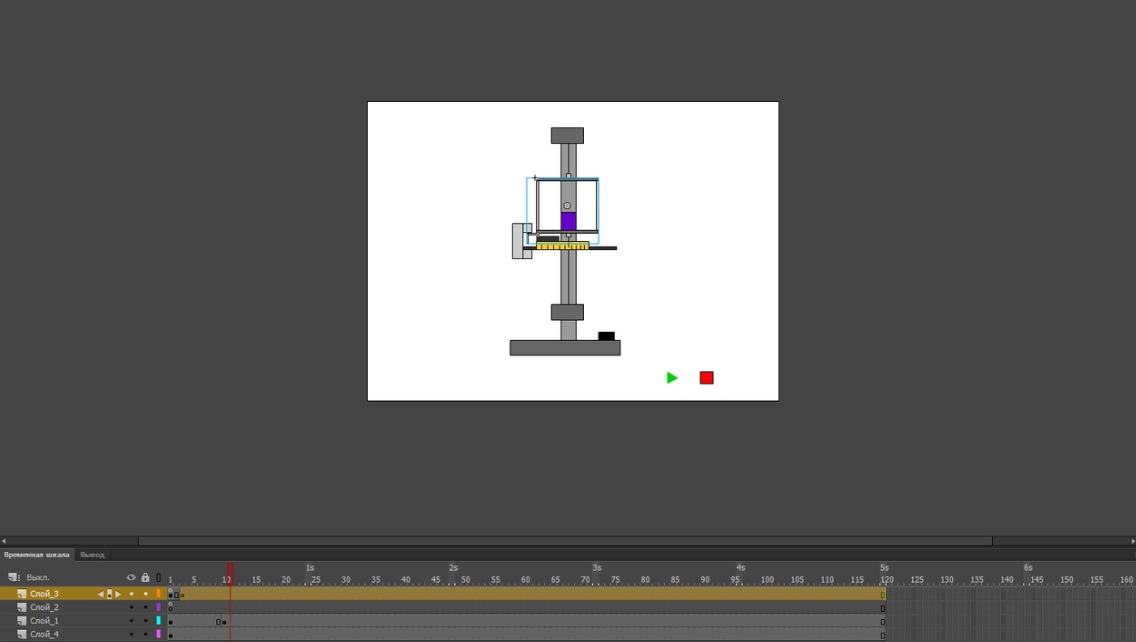 Временная шкала Вывод
Выкл. 1 5 10 15 20 1s 25 30 35 40 45 2s 50 55 60 65 70 3s 75 80 85 90 95 4s 100 105 110 115 5s 120 125 130 135 140 6s 145 150 155 160
Слой_3
Слой_2
Слой_1
Слой_4